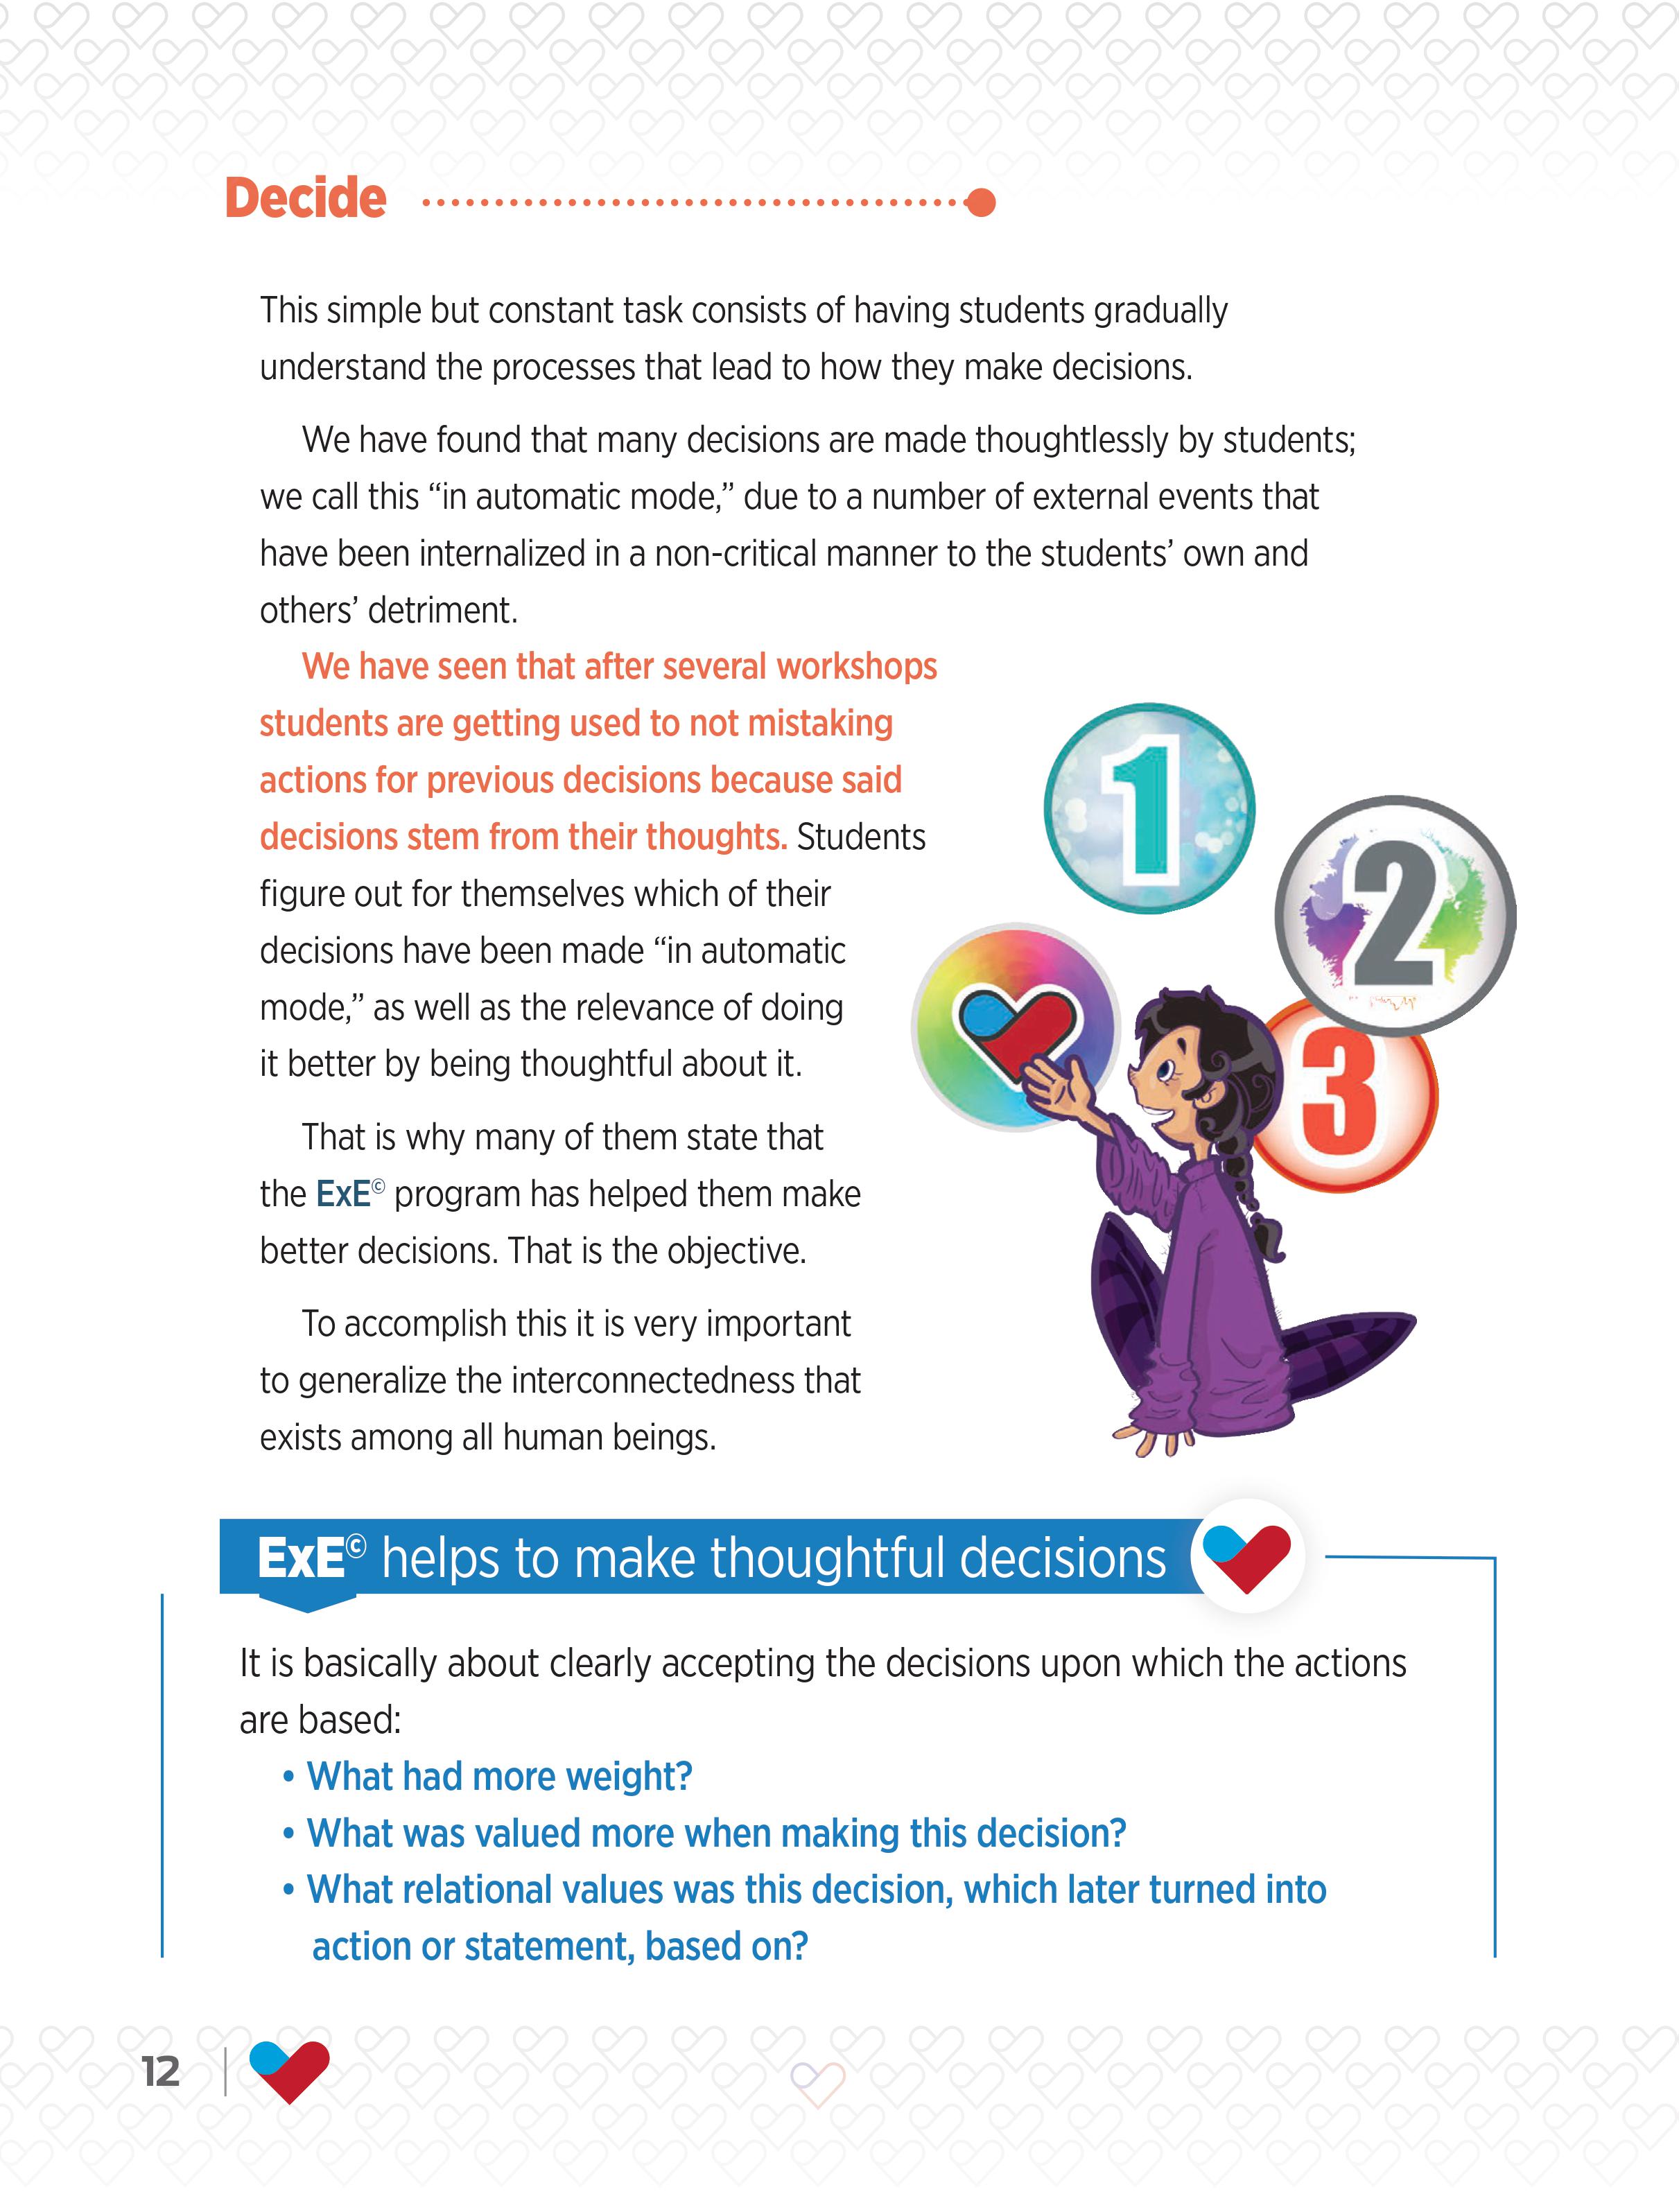 Decide
This simple but constant task consists of having students gradually
understand the processes that lead to how they make decisions.
We have found that many decisions are made thoughtlessly by students;
we call this “in automatic mode,” due to a number of external events that
have been internalized in a non-critical manner to the students’ own and
others’ detriment.
We have seen that after several workshops
students are getting used to not mistaking
actions for previous decisions because said
decisions stem from their thoughts. Students
figure out for themselves which of their
decisions have been made “in automatic
mode,” as well as the relevance of doing
it better by being thoughtful about it.
That is why many of them state that
the ExE© program has helped them make
better decisions. That is the objective.
To accomplish this it is very important
to generalize the interconnectedness that
exists among all human beings.
1
2
3
ExE© helps to make thoughtful decisions
It is basically about clearly accepting the decisions upon which the actions
are based:
• What had more weight?
• What was valued more when making this decision?
• What relational values was this decision, which later turned into
action or statement, based on?
12